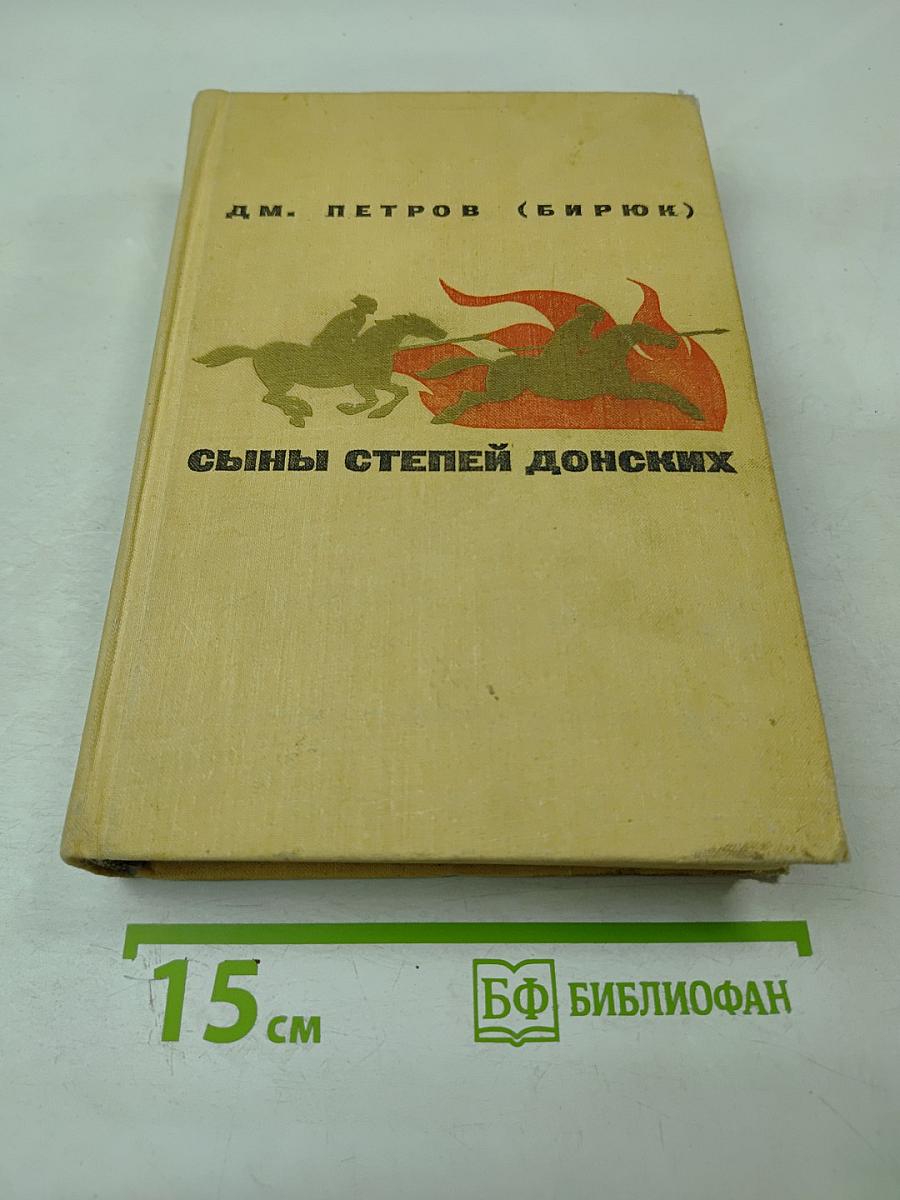 ДМ. ПЕТРОВ (БИРЮК)
СЫНЫ СТЕПЕЙ ДОНСКИХ
15 см
БФ БИБЛИОФАН